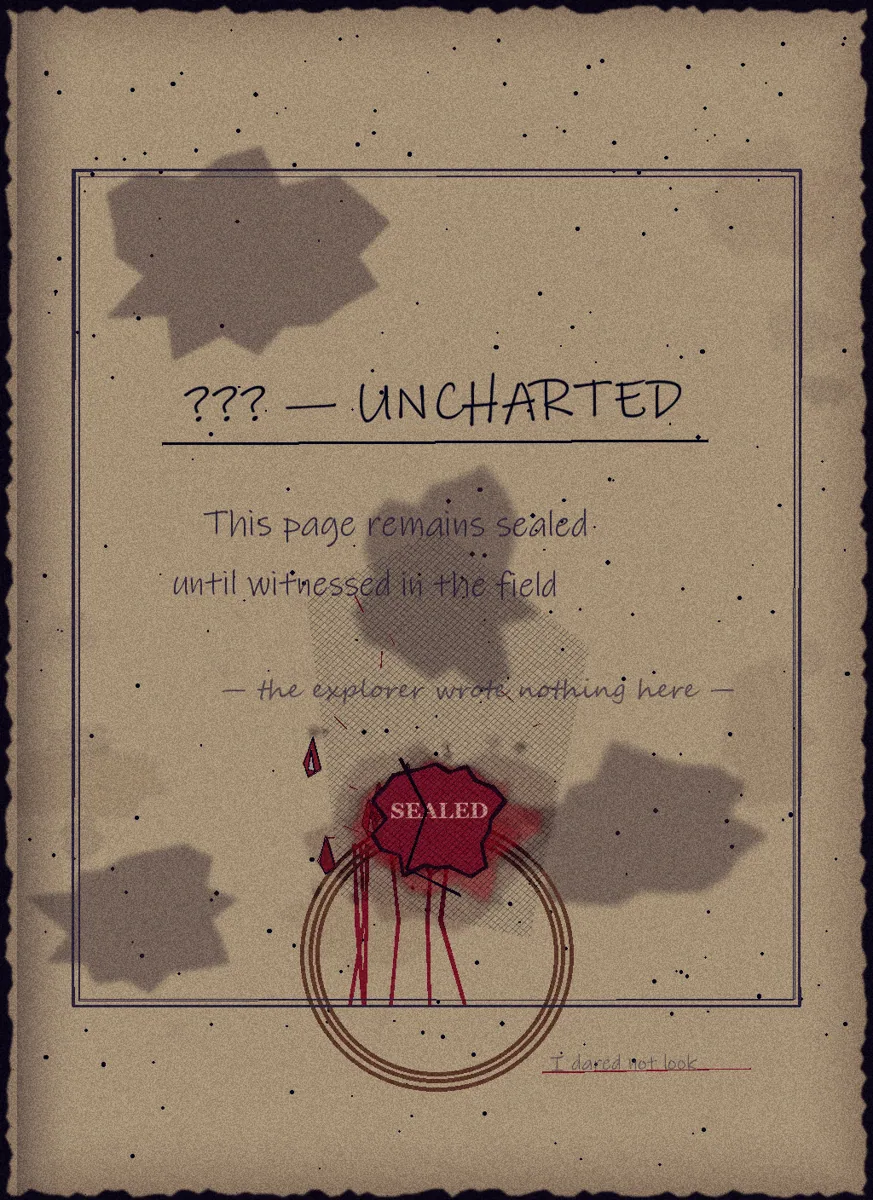 ??? — UNCHARTED
This page remains sealed
until witnessed in the field
— the explorer wrote nothing here —
SEALED
I dared not look